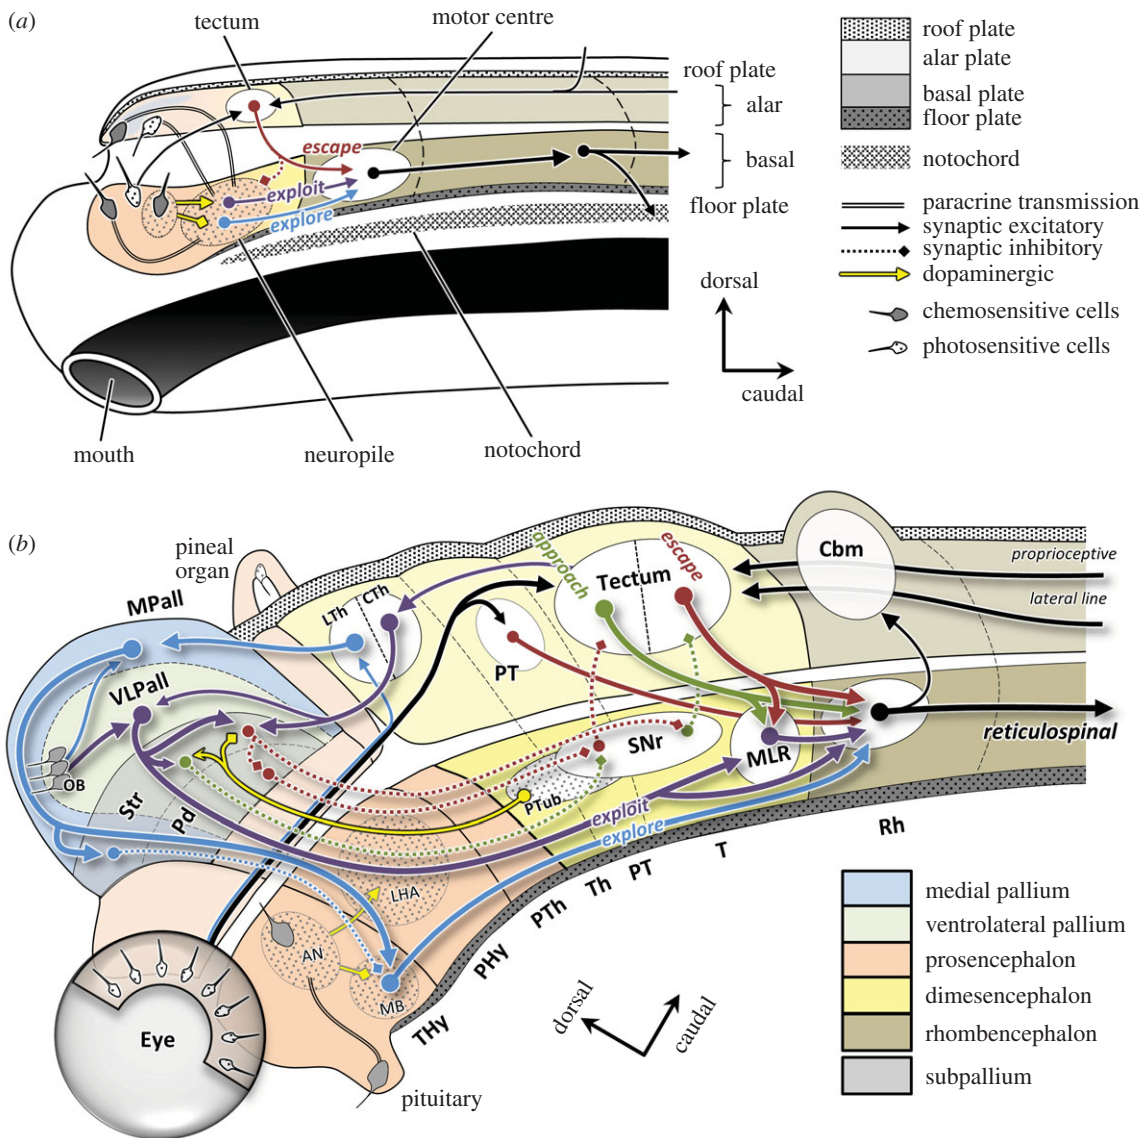 (a)
tectum
motor centre
roof plate
alar
basal
floor plate
escape
exploit
explore
dorsal
caudal
mouth
neuropile
notochord
roof plate
alar plate
basal plate
floor plate
notochord
paracrine transmission
synaptic excitatory
synaptic inhibitory
dopaminergic
chemosensitive cells
photosensitive cells
(b)
pineal
organ
MPall
VLPall
OB
Str
Pd
LTh
CTh
PT
approach
Tectum
escape
Cbm
proprioceptive
lateral line
reticulospinal
SNr
MLR
PTub
exploit
explore
LHA
AN
MB
Rh
T
PT
Th
PTh
PHy
THy
dorsal
caudal
Eye
pituitary
medial pallium
ventrolateral pallium
prosencephalon
dimesencephalon
rhombencephalon
subpallium